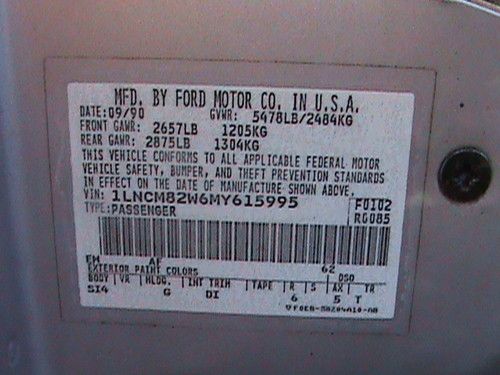 MFD. BY FORD MOTOR CO. IN U.S.A.
DATE: 09/90 GVWR: 5478LB/2484KG
FRONT GAWR: 2657LB 1205KG
REAR GAWR: 2875LB 1304KG
THIS VEHICLE CONFORMS TO ALL APPLICABLE FEDERAL MOTOR
VEHICLE SAFETY, BUMPER, AND THEFT PREVENTION STANDARDS
IN EFFECT ON THE DATE OF MANUFACTURE SHOWN ABOVE.
VIN: 1LNCM82W6MY615995 F0102
TYPE: PASSENGER R0085
EM AF 62
EXTERIOR PAINT COLORS DSO
BODY VR MLDG. INT TRIM TAPE R S AX TR
SI4 G DI 6 5 T